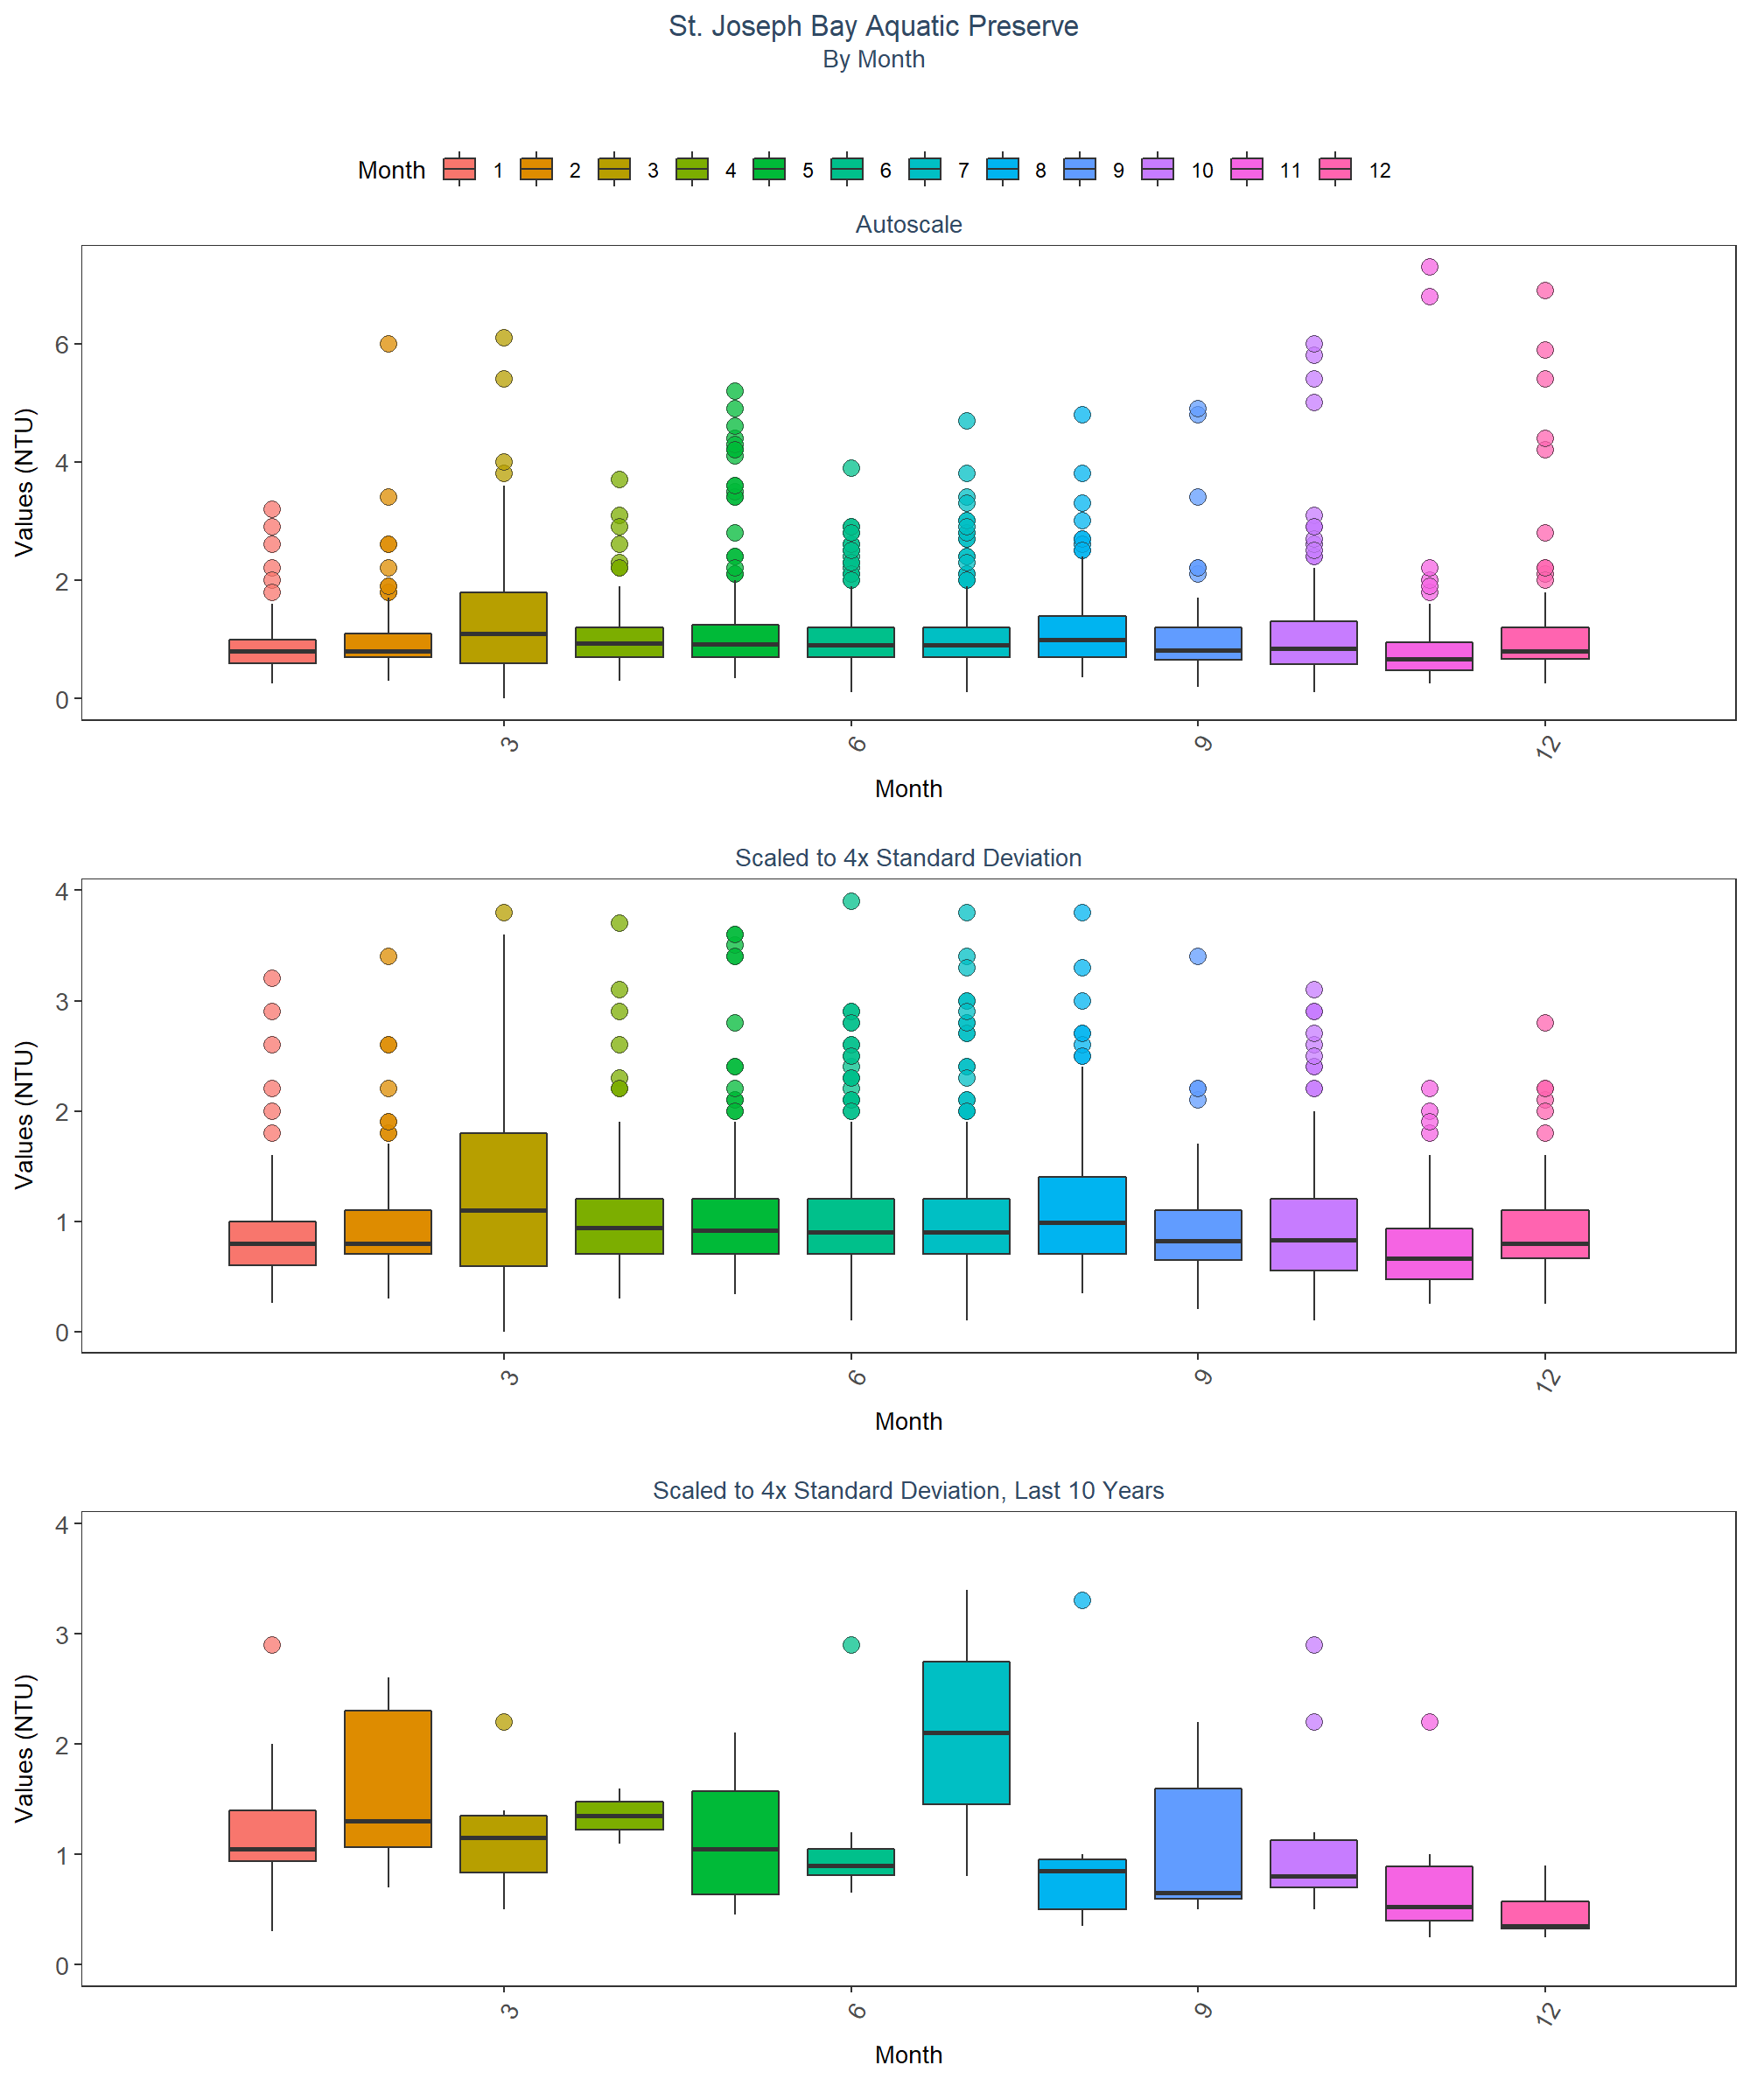 St. Joseph Bay Aquatic Preserve
By Month
Month 1 2 3 4 5 6 7 8 9 10 11 12
Autoscale
Values (NTU)
6
4
2
0
3 6 9 12
Month
Scaled to 4x Standard Deviation
Values (NTU)
4
3
2
1
0
3 6 9 12
Month
Scaled to 4x Standard Deviation, Last 10 Years
Values (NTU)
4
3
2
1
0
3 6 9 12
Month